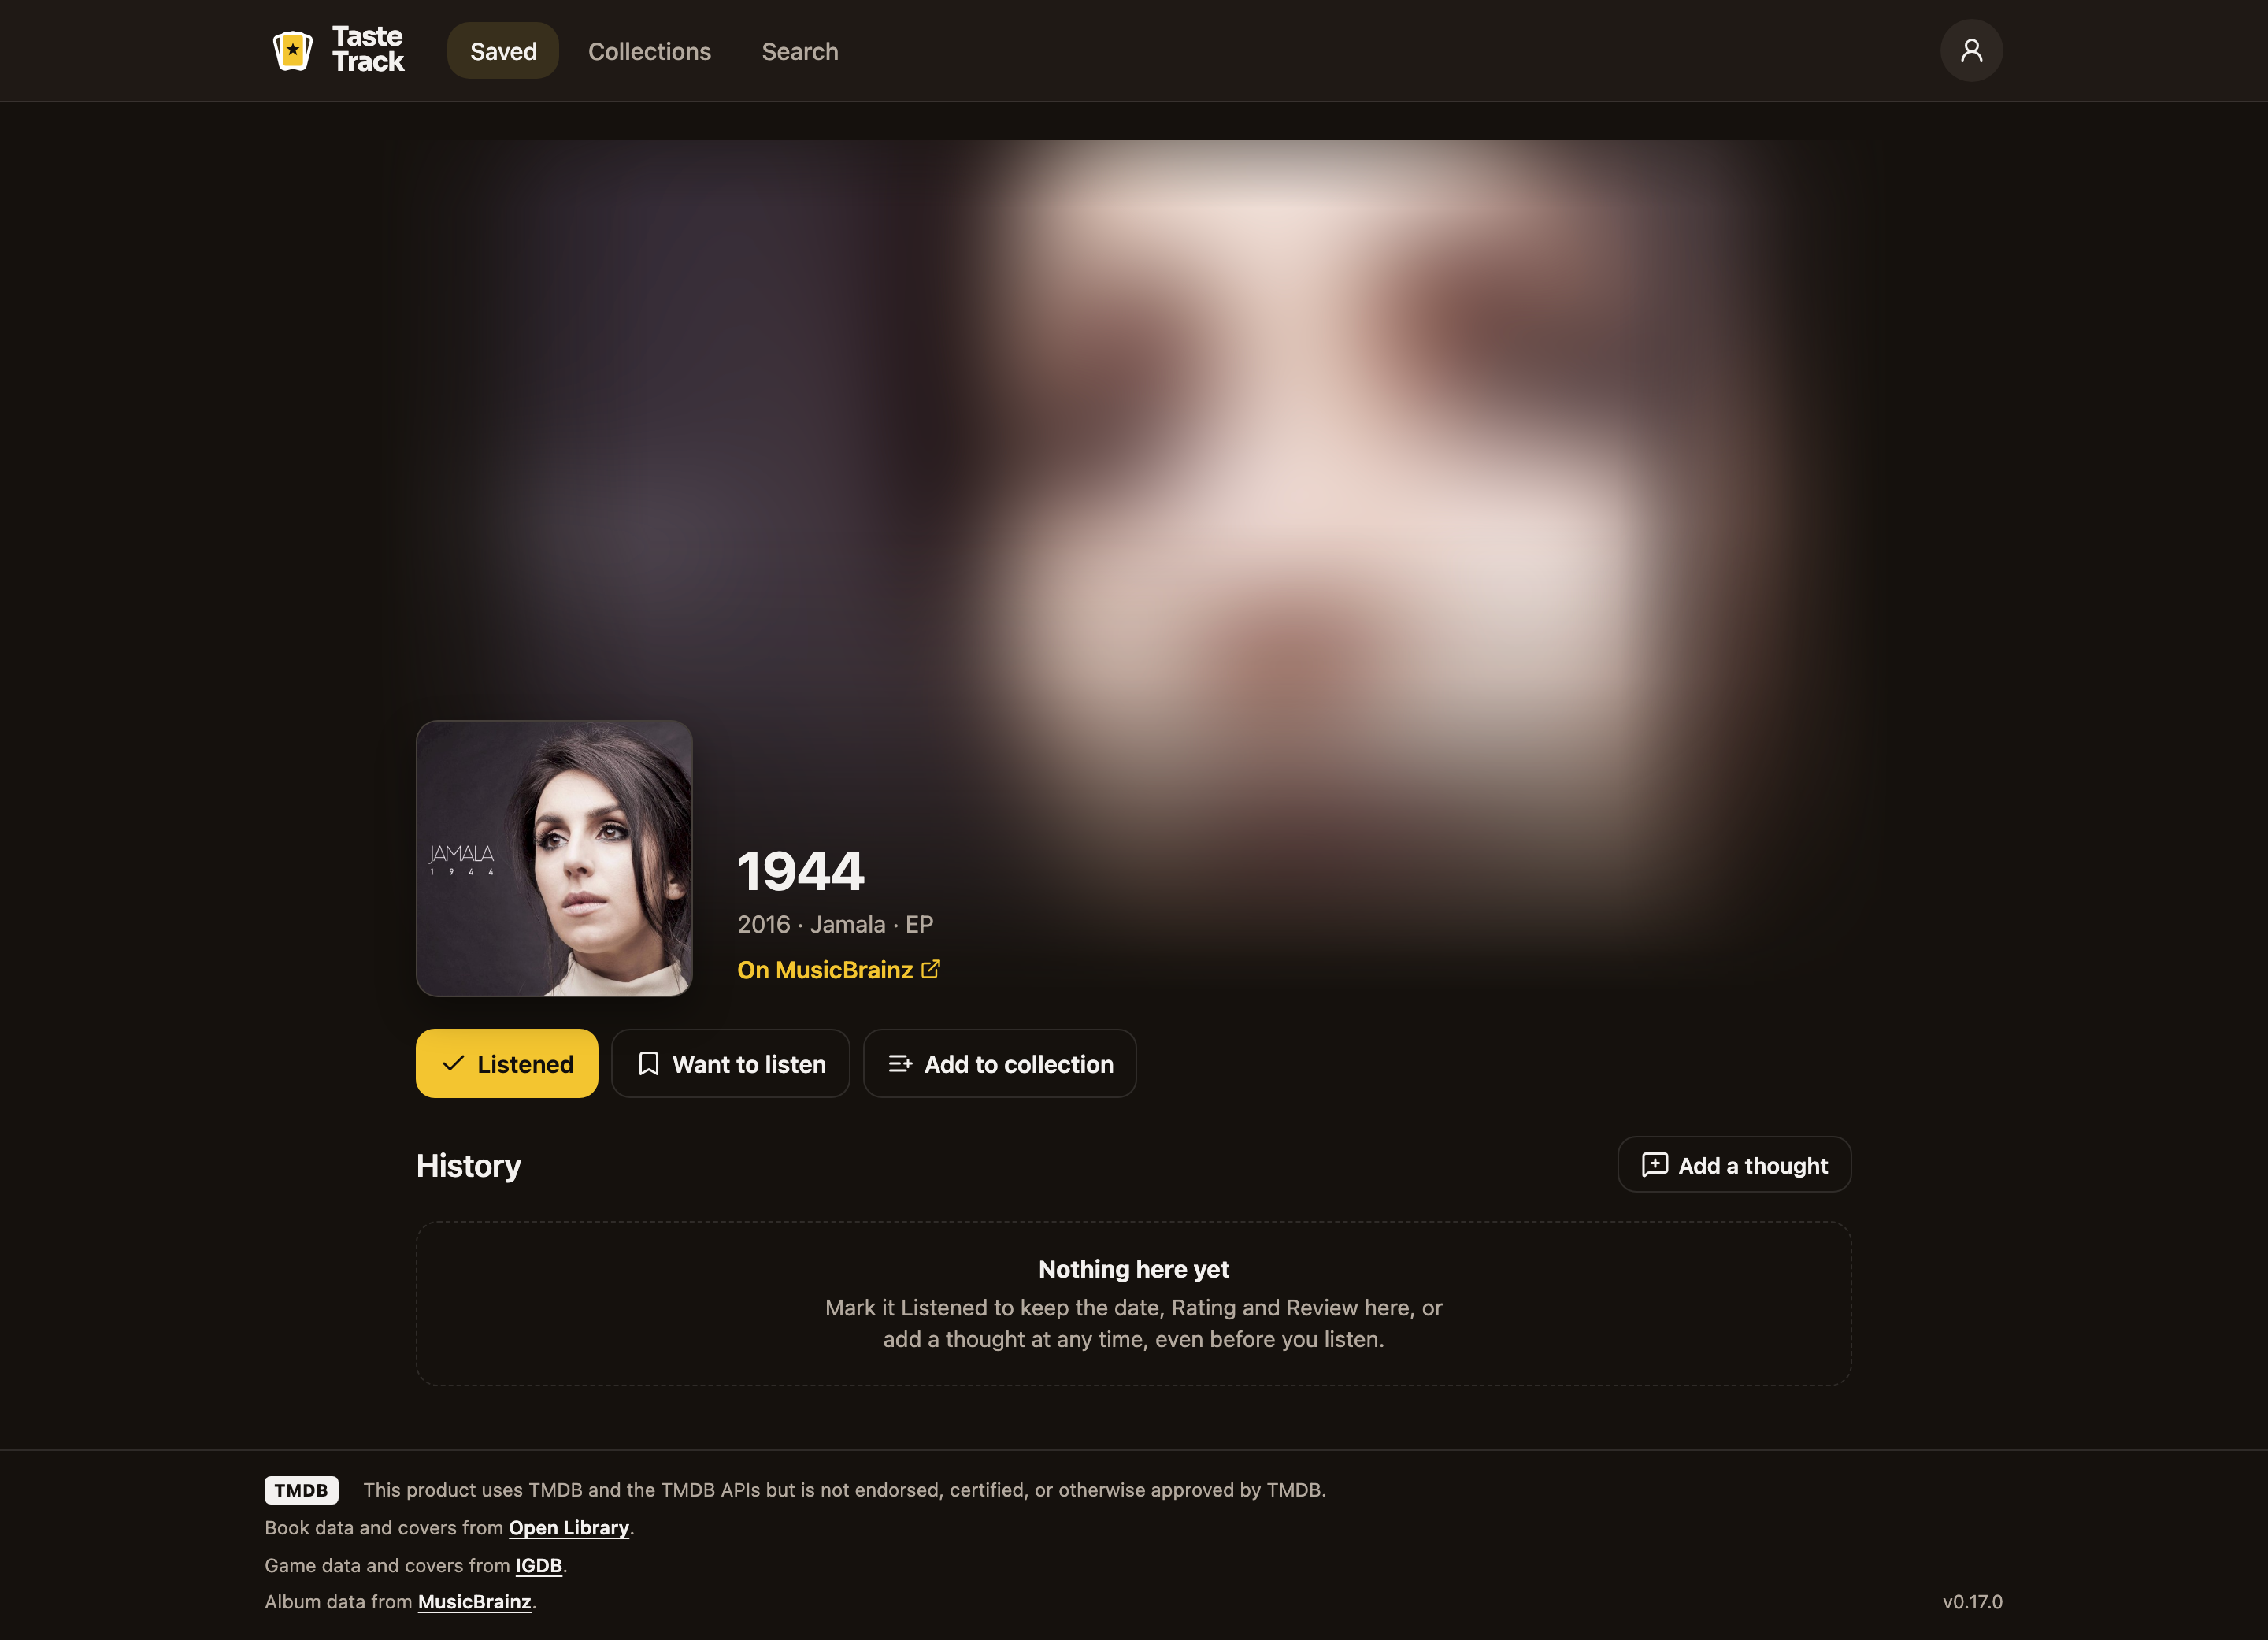 Taste
Track
Saved
Collections
Search
JAMALA
1 9 4 4
1944
2016 · Jamala · EP
On MusicBrainz
Listened
Want to listen
Add to collection
History
Add a thought
Nothing here yet
Mark it Listened to keep the date, Rating and Review here, or
add a thought at any time, even before you listen.
TMDB This product uses TMDB and the TMDB APIs but is not endorsed, certified, or otherwise approved by TMDB.
Book data and covers from Open Library.
Game data and covers from IGDB.
Album data from MusicBrainz.
v0.17.0